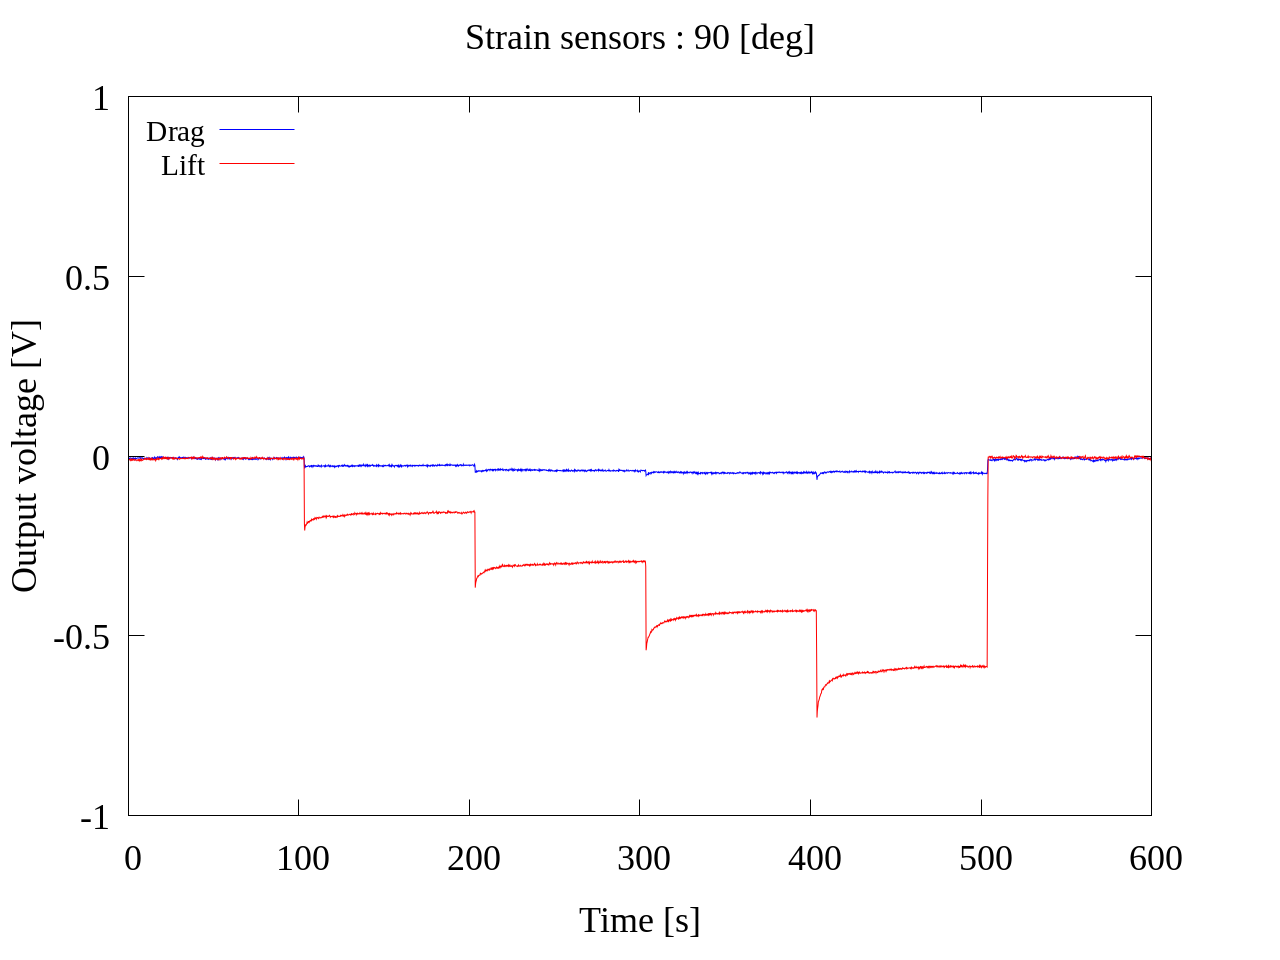 Strain sensors : 90 [deg]
Drag
Lift
1
0.5
0
-0.5
-1
Output voltage [V]
0 100 200 300 400 500 600
Time [s]